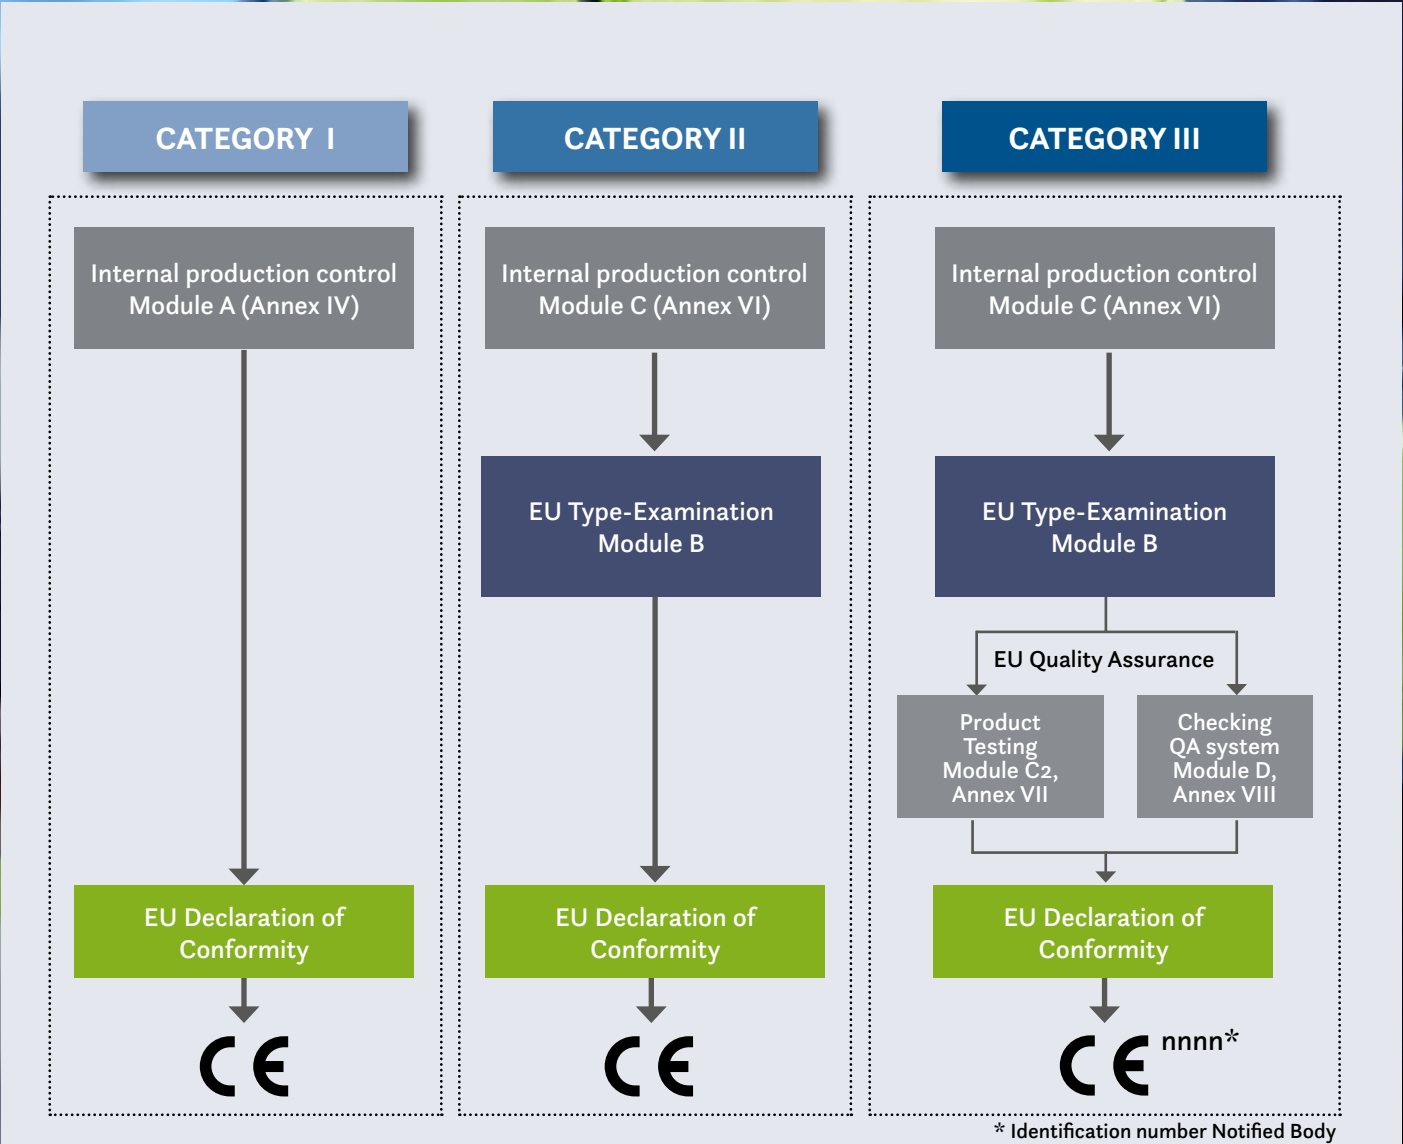 CATEGORY I
Internal production control
Module A (Annex IV)
EU Declaration of
Conformity
CE
CATEGORY II
Internal production control
Module C (Annex VI)
EU Type-Examination
Module B
EU Declaration of
Conformity
CE
CATEGORY III
Internal production control
Module C (Annex VI)
EU Type-Examination
Module B
EU Quality Assurance
Product
Testing
Module C2,
Annex VII
Checking
QA system
Module D,
Annex VIII
EU Declaration of
Conformity
CE nnnn*
* Identification number Notified Body